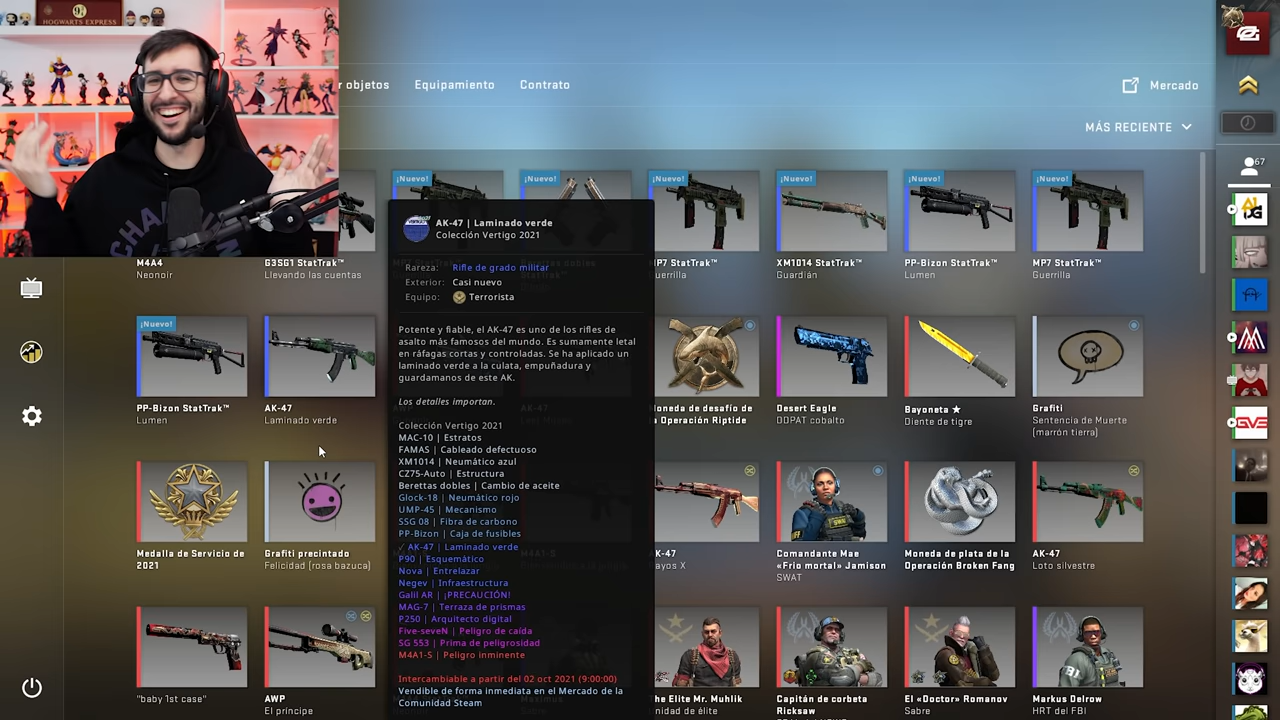 HOGWARTS EXPRESS
r objetos
Equipamiento
Contrato
Mercado
MÁS RECIENTE
67
¡Nuevo!
¡Nuevo!
¡Nuevo!
¡Nuevo!
¡Nuevo!
¡Nuevo!
M4A4
Neonoir
G3SG1 StatTrak™
Llevando las cuentas
MP7 StatTrak™
Guerrilla
XM1014 StatTrak™
Guardián
PP-Bizon StatTrak™
Lumen
MP7 StatTrak™
Guerrilla
AK-47 | Laminado verde
Colección Vertigo 2021
Rareza: Rifle de grado militar
Exterior: Casi nuevo
Equipo: Terrorista
Potente y fiable, el AK-47 es uno de los rifles de
asalto más famosos del mundo. Es sumamente letal
en ráfagas cortas y controladas. Se ha aplicado un
laminado verde a la culata, empuñadura y
guardamanos de este AK.
Los detalles importan.
Colección Vertigo 2021
MAC-10 | Estratos
FAMAS | Cableado defectuoso
XM1014 | Neumático azul
CZ75-Auto | Estructura
Berettas dobles | Cambio de aceite
Glock-18 | Neumático rojo
UMP-45 | Mecanismo
SSG 08 | Fibra de carbono
PP-Bizon | Caja de fusibles
✓ AK-47 | Laminado verde
P90 | Esquemático
Nova | Entrelazar
Negev | Infraestructura
Galil AR | ¡PRECAUCIÓN!
MAG-7 | Terraza de prismas
P250 | Arquitecto digital
Five-seveN | Peligro de caída
SG 553 | Prima de peligrosidad
M4A1-S | Peligro inminente
Intercambiable a partir del 02 oct 2021 (9:00:00)
Vendible de forma inmediata en el Mercado de la
Comunidad Steam
¡Nuevo!
PP-Bizon StatTrak™
Lumen
AK-47
Laminado verde
Moneda de desafío de
la Operación Riptide
Desert Eagle
DDPAT cobalto
Bayoneta ★
Diente de tigre
Grafiti
Sentencia de Muerte
(marrón tierra)
Medalla de Servicio de
2021
Grafiti precintado
Felicidad (rosa bazuca)
M4A1-S
AK-47
Rayos X
Comandante Mae
«Frío mortal» Jamison
SWAT
Moneda de plata de la
Operación Broken Fang
AK-47
Loto silvestre
"baby 1st case"
AWP
El príncipe
The Elite Mr. Muhlik
Unidad de élite
Capitán de corbeta
Ricksaw
El «Doctor» Romanov
Sabre
Markus Delrow
HRT del FBI